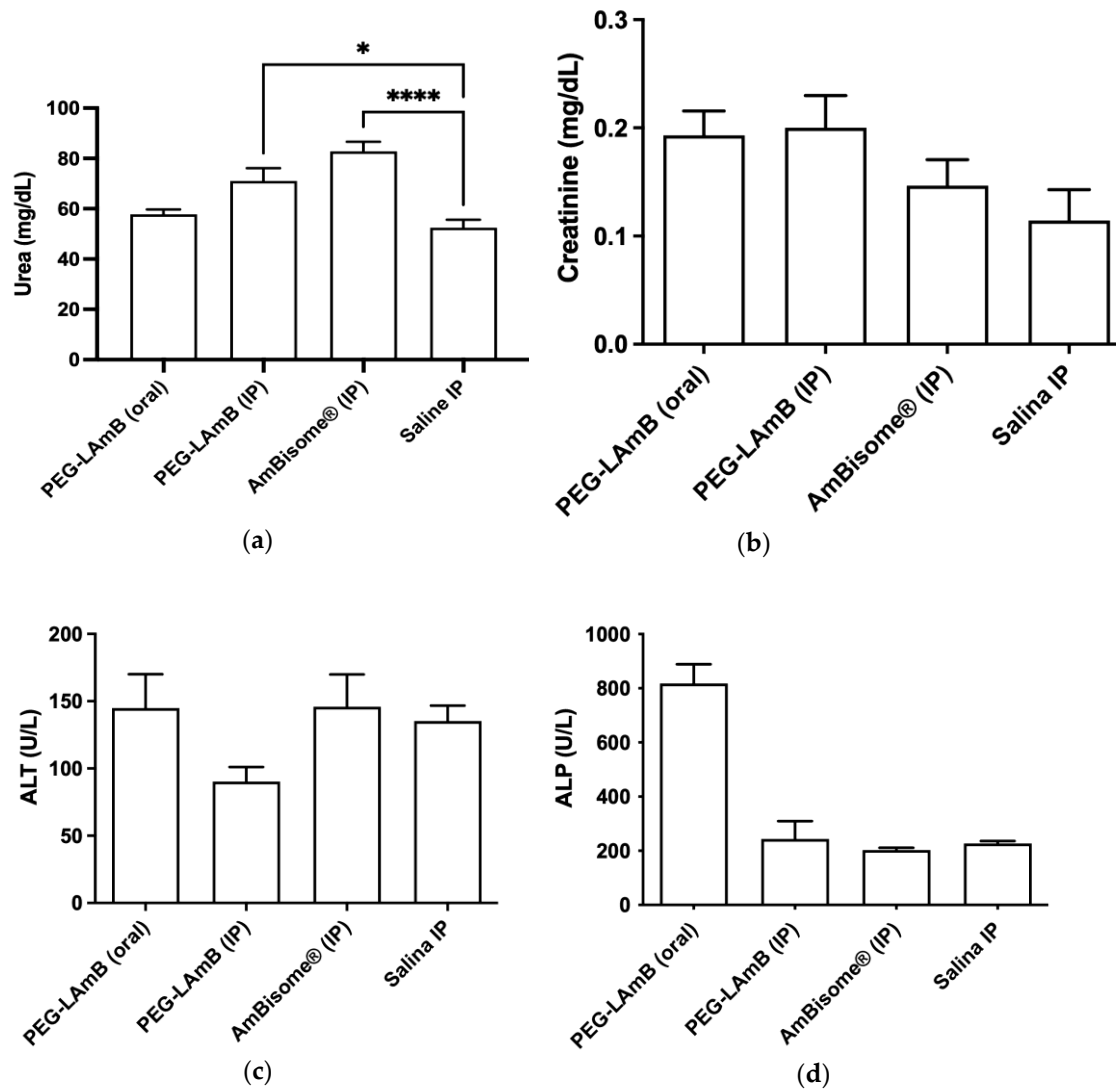 *
****
100
80
60
40
20
0
Urea (mg/dL)
PEG-LAmB (oral)
PEG-LAmB (IP)
AmBisome® (IP)
Saline IP
(a)
0.3
0.2
0.1
0.0
Creatinine (mg/dL)
PEG-LAmB (oral)
PEG-LAmB (IP)
AmBisome® (IP)
Salina IP
(b)
200
150
100
50
0
ALT (U/L)
PEG-LAmB (oral)
PEG-LAmB (IP)
AmBisome® (IP)
Salina IP
(c)
1000
800
600
400
200
0
ALP (U/L)
PEG-LAmB (oral)
PEG-LAmB (IP)
AmBisome® (IP)
Salina IP
(d)